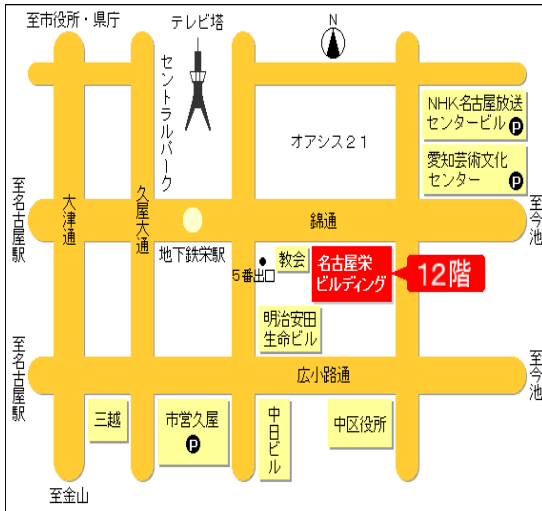 至市役所・県庁
テレビ塔
N
セントラルパーク
オアシス21
NHK名古屋放送
センタービル P
愛知芸術文化
センター P
至名古屋駅
大津通
久屋大通
錦通
至今池
地下鉄栄駅
5番出口
教会
名古屋栄
ビルディング
12階
明治安田
生命ビル
至名古屋駅
広小路通
至今池
三越
市営久屋
P
中日ビル
中区役所
至金山